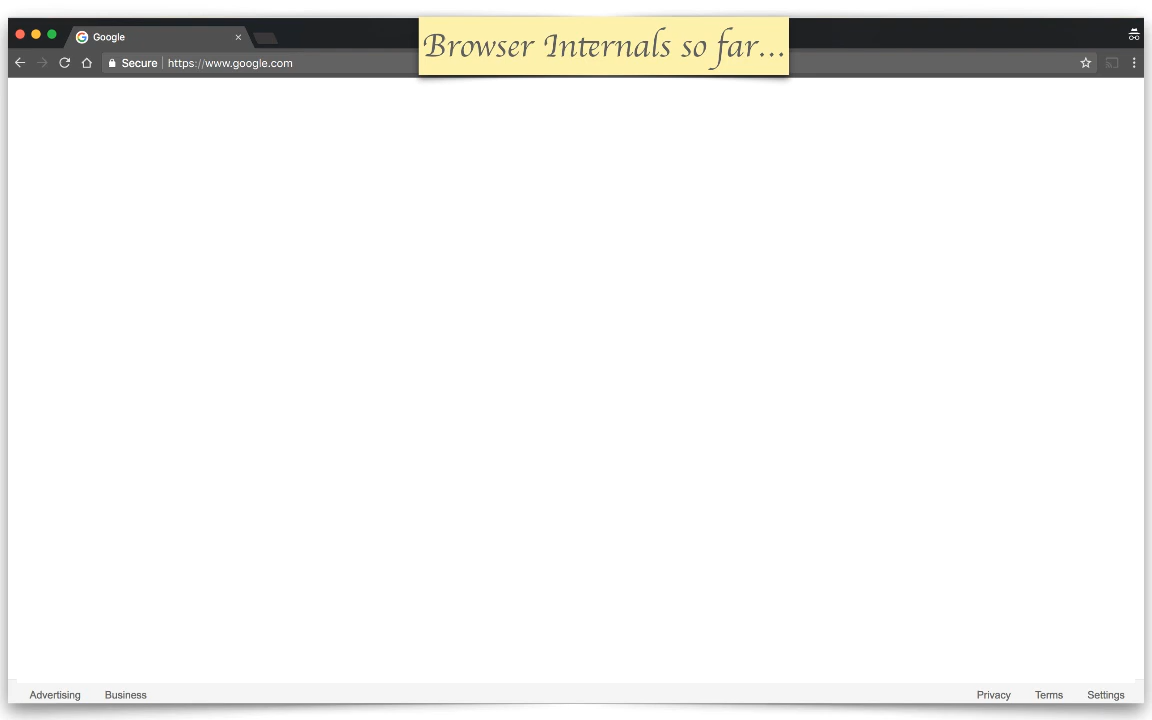 Google
Browser Internals so far...
Secure https://www.google.com
Advertising Business Privacy Terms Settings